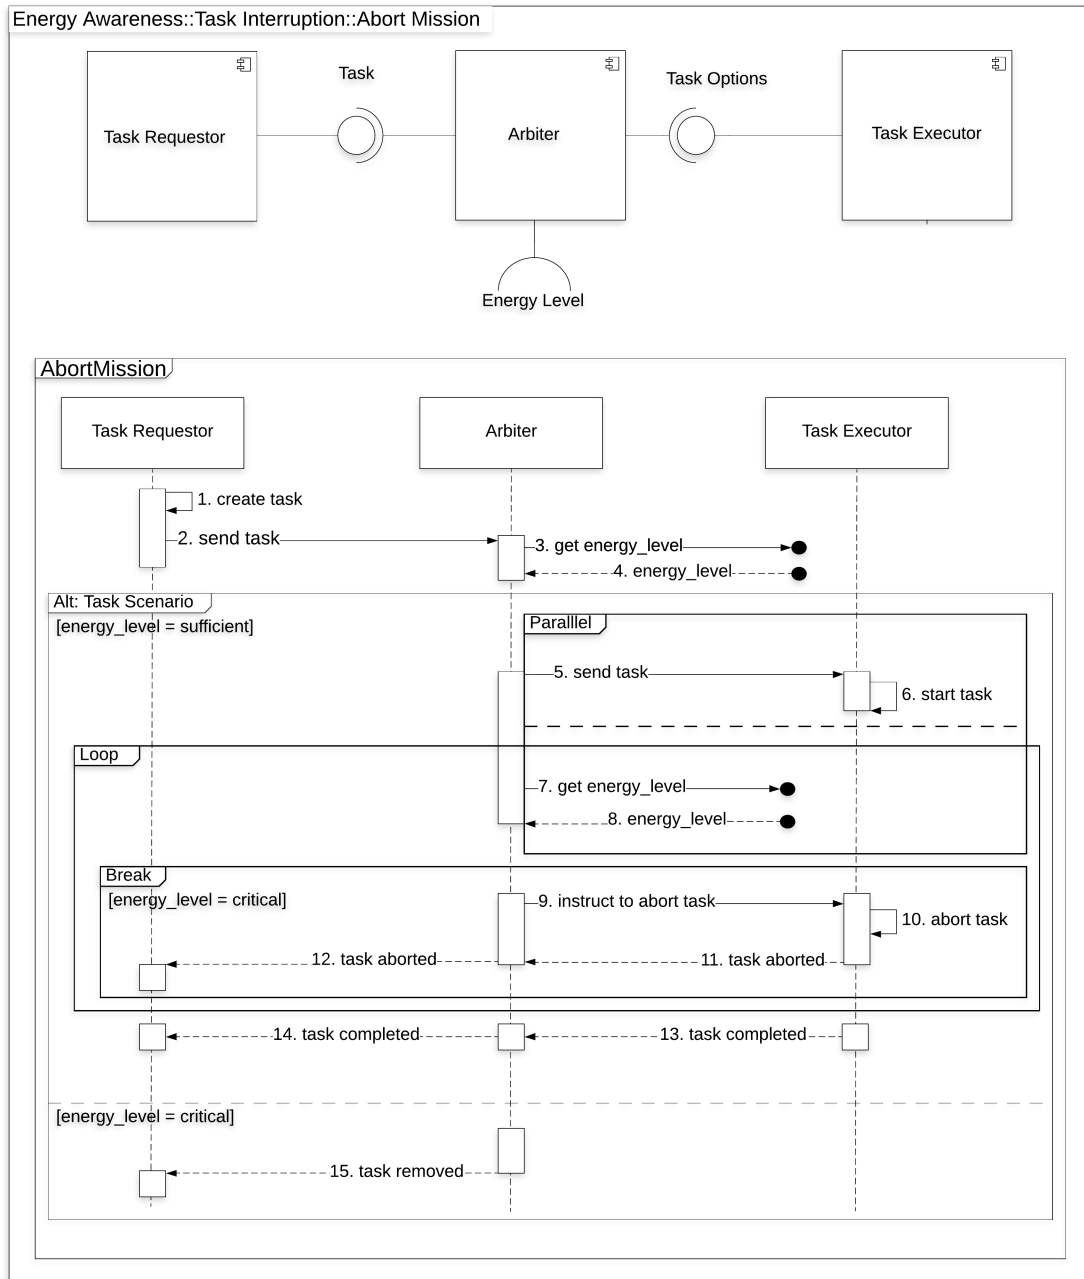 Energy Awareness::Task Interruption::Abort Mission
Task
Task Options
Task Requestor
Arbiter
Task Executor
Energy Level
AbortMission
Task Requestor
Arbiter
Task Executor
1. create task
2. send task
3. get energy_level
4. energy_level
Alt: Task Scenario
[energy_level = sufficient]
Paralllel
5. send task
6. start task
Loop
7. get energy_level
8. energy_level
Break
[energy_level = critical]
9. instruct to abort task
10. abort task
12. task aborted
11. task aborted
14. task completed
13. task completed
[energy_level = critical]
15. task removed